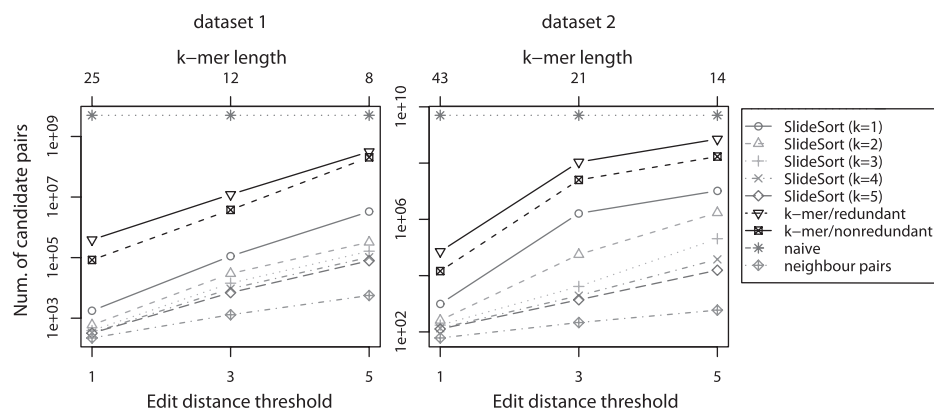 dataset 1
dataset 2
k−mer length
k−mer length
25 12 8
43 21 14
Num. of candidate pairs
1e+03 1e+05 1e+07 1e+09
1e+02 1e+06 1e+10
1 3 5
1 3 5
Edit distance threshold
Edit distance threshold
SlideSort (k=1)
SlideSort (k=2)
SlideSort (k=3)
SlideSort (k=4)
SlideSort (k=5)
k−mer/redundant
k−mer/nonredundant
naive
neighbour pairs